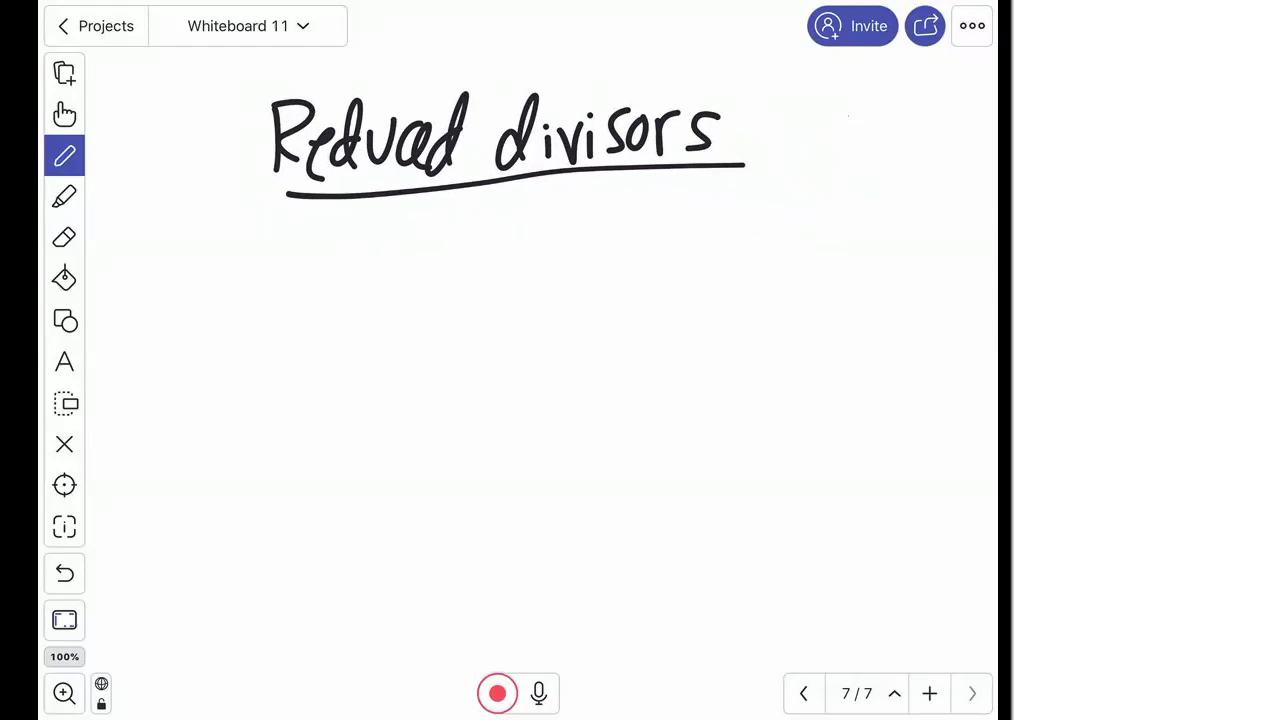 Projects
Whiteboard 11
Invite
Reduced divisors
A
100%
7 / 7